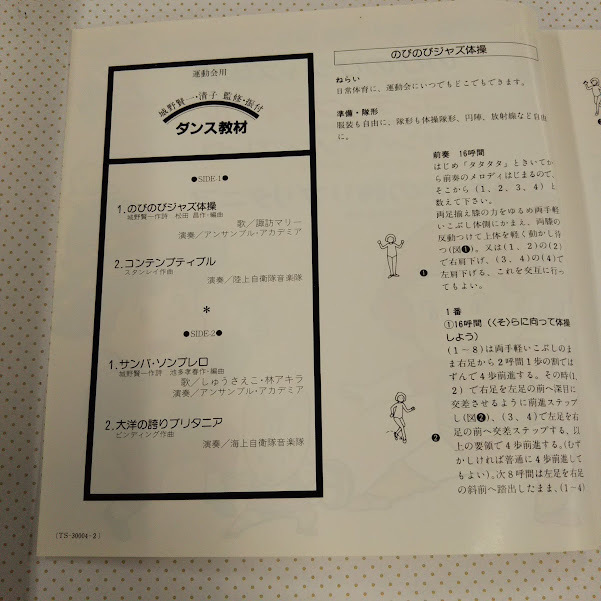 運動会用
城野賢一・清子 監修・振付
ダンス教材
●SIDE-1●
1.のびのびジャズ体操
城野賢一作詩 松田 昌作・編曲
歌／諏訪マリー
演奏／アンサンブル・アカデミア
2.コンテンプティブル
スタンレイ作曲
演奏／陸上自衛隊音楽隊
*
●SIDE-2●
1.サンバ・ソンブレロ
城野賢一作詩 池多孝春作・編曲
歌／しゅうさえこ・林アキラ
演奏／アンサンブル・アカデミア
2.大洋の誇りブリタニア
ビンディング作曲
演奏／海上自衛隊音楽隊
(TS-30004-2)
のびのびジャズ体操
ねらい
日常体育に、運動会にいつでもどこでもできます。
準備・隊形
服装も自由に、隊形も体操隊形、円陣、放射線など自由
に。
前奏 16呼間
はじめ「タタタタ」ときいてか
ら前奏のメロディはじまるので、
そこから(1、2、3、4)と
数えて下さい。
両足揃え膝の力をゆるめ両手軽
いこぶし体側にかまえ、両膝の
反動つけて上体を軽く動かし待
つ(図❶)。又は(1、2)の(2)
で右肩下げ、(3、4)の(4)で
左肩下げる、これを交互に行っ
てもよい。
❶
1番
①16呼間(〈そ〉らに向って体操
しよう)
(1～8)は両手軽いこぶしのま
ま右足から2呼間1歩の割では
ずんで4歩前進する。その時(1、
2)で右足を左足の前へ深目に
交差させるように前進ステップ
し(図❷)、(3、4)で左足を右
足の前へ交差ステップする、以
上の要領で4歩前進する。(むず
かしければ普通に4歩前進して
もよい)。次8呼間は左足を右足
の斜前へ踏出したまま、(1～4)
❷